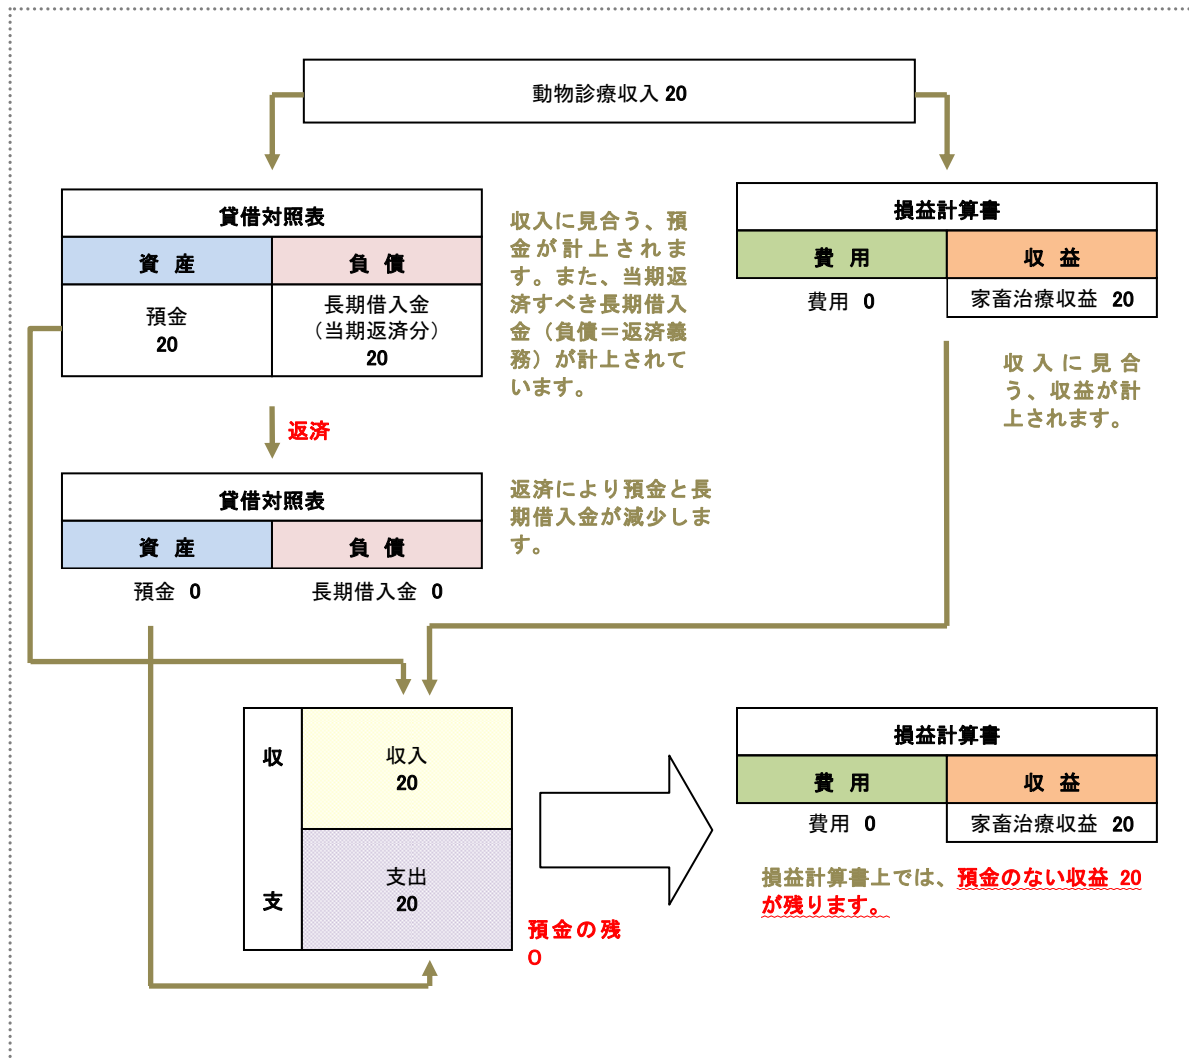 動物診療収入 20
貸借対照表
資 産
負 債
預金
20
長期借入金
（当期返済分）
20
収入に見合う、預
金が計上されま
す。また、当期返
済すべき長期借入
金（負債＝返済義
務）が計上されて
います。
損益計算書
費 用
収 益
費用 0
家畜治療収益 20
収入に見合
う、収益が計
上されます。
返済
貸借対照表
資 産
負 債
預金 0
長期借入金 0
返済により預金と長
期借入金が減少しま
す。
収
支
収入
20
支出
20
預金の残
0
損益計算書
費 用
収 益
費用 0
家畜治療収益 20
損益計算書上では、預金のない収益 20
が残ります。